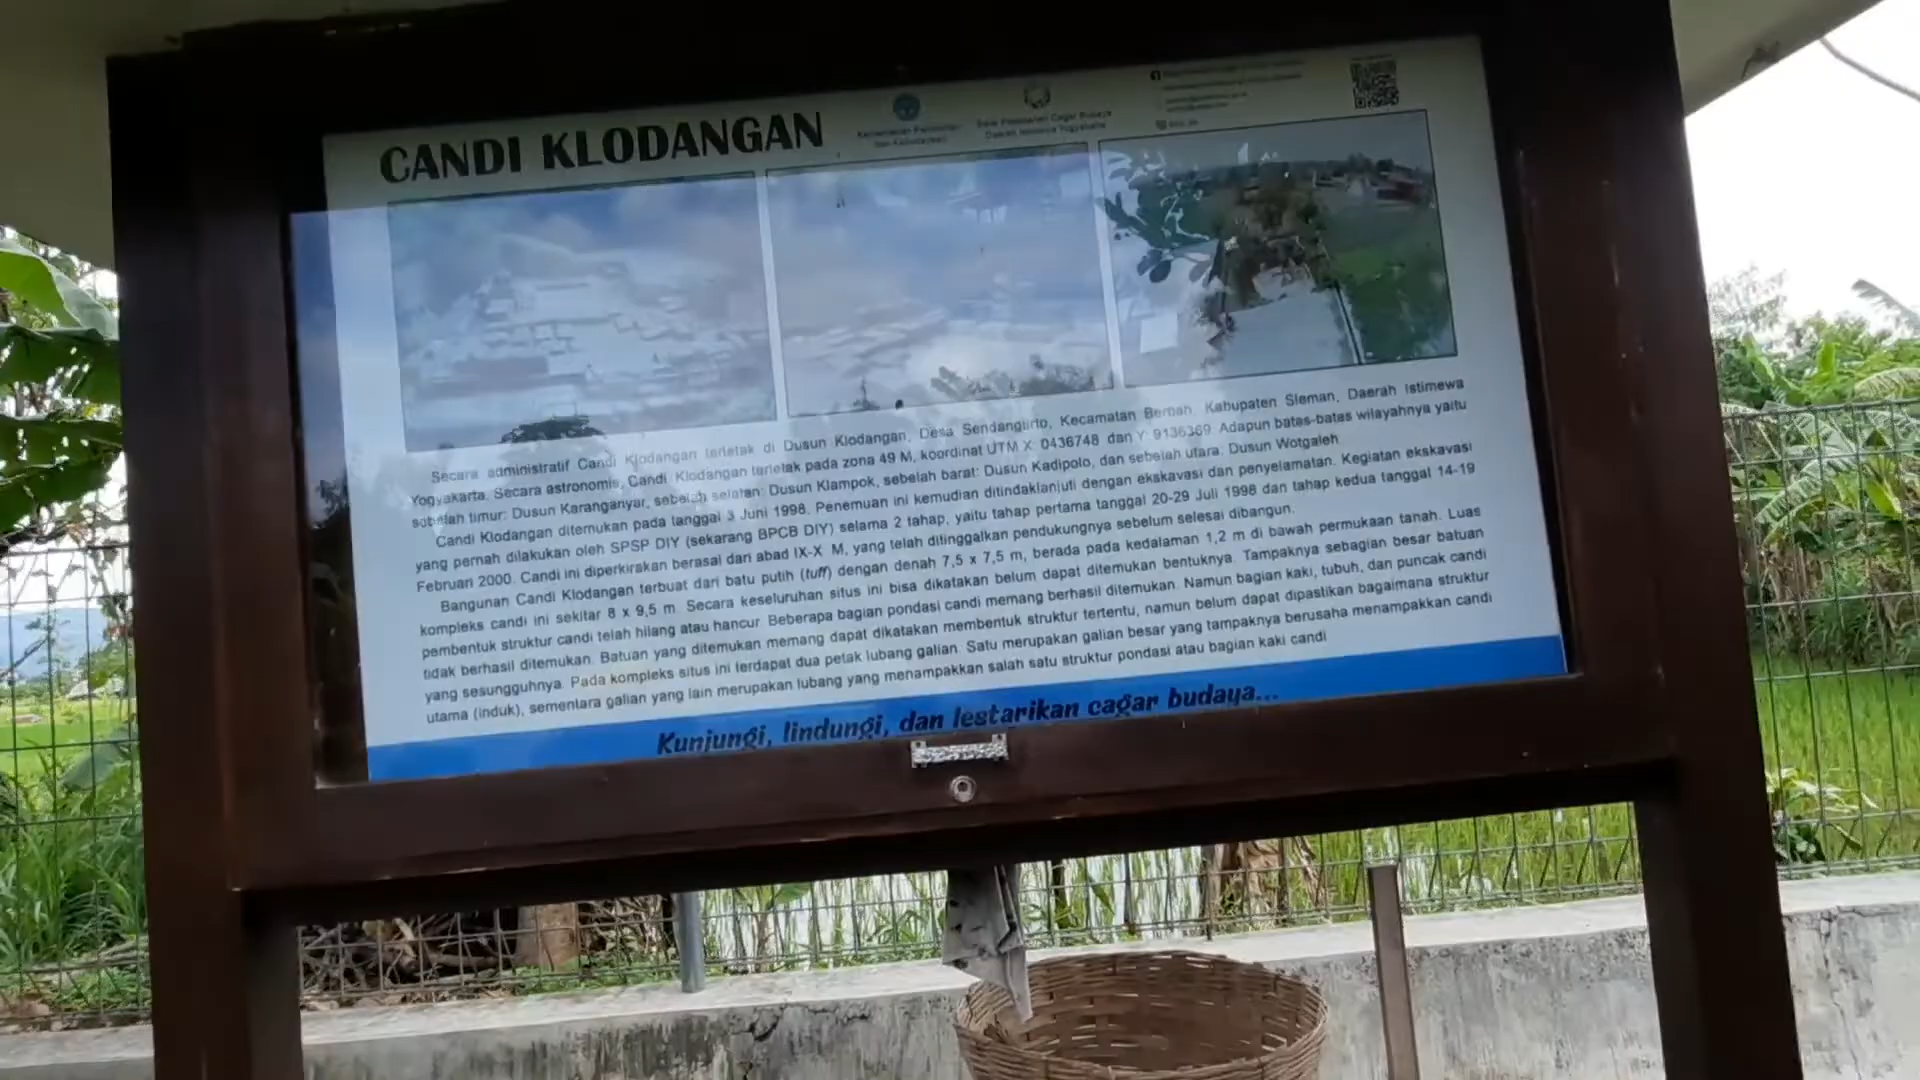 CANDI KLODANGAN
Balai Pelestarian Cagar Budaya
Daerah Istimewa Yogyakarta
Secara administratif Candi Klodangan terletak di Dusun Klodangan, Desa Sendangtirto, Kecamatan Berbah, Kabupaten Sleman, Daerah Istimewa
Yogyakarta. Secara astronomis, Candi Klodangan terletak pada zona 49 M, koordinat UTM X: 0436748 dan Y: 9136369. Adapun batas-batas wilayahnya yaitu
sebelah timur: Dusun Karanganyar, sebelah selatan: Dusun Klampok, sebelah barat: Dusun Kadipolo, dan sebelah utara: Dusun Wotgaleh.
Candi Klodangan ditemukan pada tanggal 3 Juni 1998. Penemuan ini kemudian ditindaklanjuti dengan ekskavasi dan penyelamatan. Kegiatan ekskavasi
yang pernah dilakukan oleh SPSP DIY (sekarang BPCB DIY) selama 2 tahap, yaitu tahap pertama tanggal 20-29 Juli 1998 dan tahap kedua tanggal 14-19
Februari 2000. Candi ini diperkirakan berasal dari abad IX-X M, yang telah ditinggalkan pendukungnya sebelum selesai dibangun.
Bangunan Candi Klodangan terbuat dari batu putih (tuff) dengan denah 7,5 x 7,5 m, berada pada kedalaman 1,2 m di bawah permukaan tanah. Luas
kompleks candi ini sekitar 8 x 9,5 m. Secara keseluruhan situs ini bisa dikatakan belum dapat ditemukan bentuknya. Tampaknya sebagian besar batuan
pembentuk struktur candi telah hilang atau hancur. Beberapa bagian pondasi candi memang berhasil ditemukan. Namun bagian kaki, tubuh, dan puncak candi
tidak berhasil ditemukan. Batuan yang ditemukan memang dapat dikatakan membentuk struktur tertentu, namun belum dapat dipastikan bagaimana struktur
yang sesungguhnya. Pada kompleks situs ini terdapat dua petak lubang galian. Satu merupakan galian besar yang tampaknya berusaha menampakkan candi
utama (induk), sementara galian yang lain merupakan lubang yang menampakkan salah satu struktur pondasi atau bagian kaki candi
Kunjungi, lindungi, dan lestarikan cagar budaya...